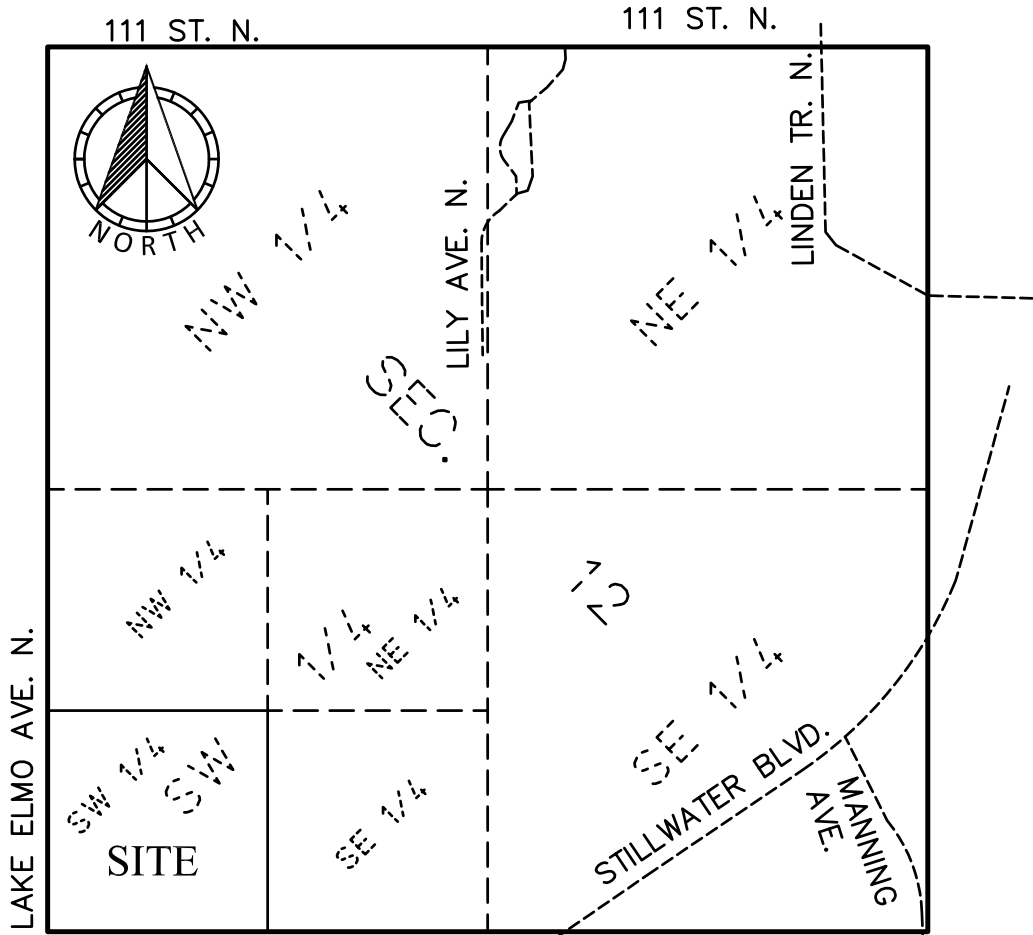 111 ST. N.
111 ST. N.
NORTH
LINDEN TR. N.
LILY AVE. N.
NW 1/4
NE 1/4
SEC.
12
NW 1/4
NE 1/4
SW 1/4
SE 1/4
LAKE ELMO AVE. N.
SW 1/4
SITE
SE 1/4
STILLWATER BLVD.
MANNING
AVE.